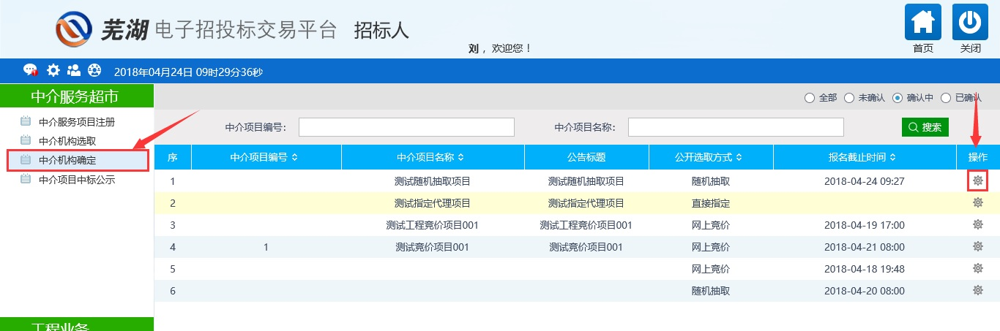 芜湖 电子招投标交易平台 招标人
刘 ，欢迎您！
首页 关闭
2018年04月24日 09时29分36秒
中介服务超市
全部 未确认 确认中 已确认
中介服务项目注册
中介机构选取
中介机构确定
中介项目中标公示
中介项目编号： 中介项目名称： 搜索
序 中介项目编号 中介项目名称 公告标题 公开选取方式 报名截止时间 操作
1 测试随机抽取项目 测试随机抽取项目 随机抽取 2018-04-24 09:27
2 测试指定代理项目 测试指定代理项目 直接指定
3 测试工程竞价项目001 测试工程竞价项目001 网上竞价 2018-04-19 17:00
4 1 测试竞价项目001 测试竞价项目001 网上竞价 2018-04-21 08:00
5 网上竞价 2018-04-18 19:48
6 随机抽取 2018-04-20 08:00
工程业务